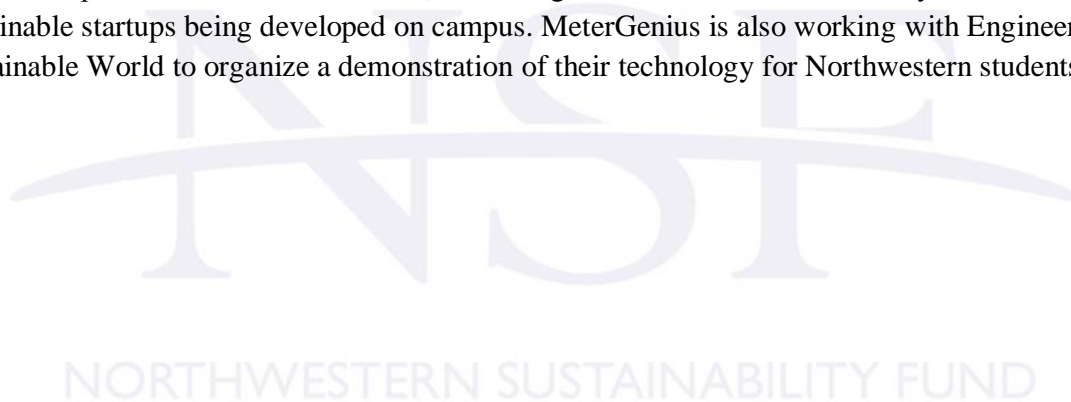 inable startups being developed on campus. MeterGenius is also working with Engineer
ainable World to organize a demonstration of their technology for Northwestern students
NSF
NORTHWESTERN SUSTAINABILITY FUND